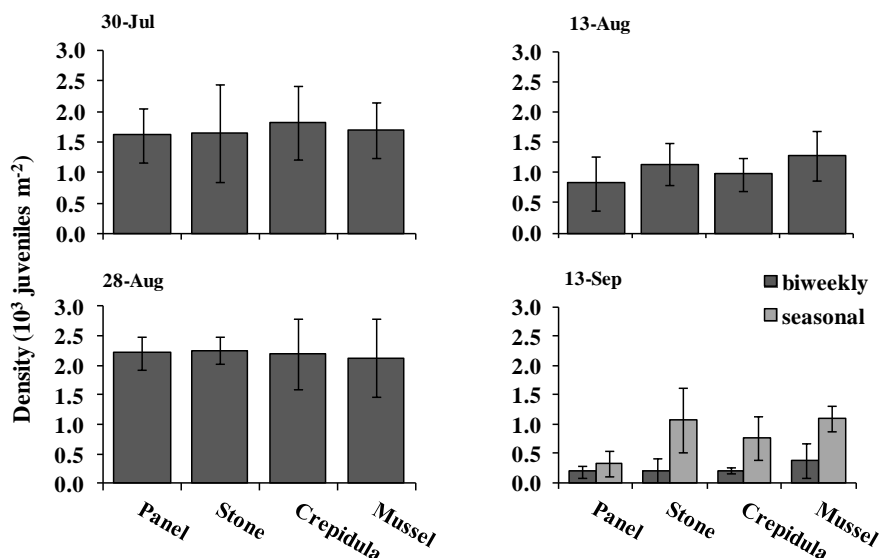 30-Jul
3.0
2.5
2.0
1.5
1.0
0.5
0.0
13-Aug
3.0
2.5
2.0
1.5
1.0
0.5
0.0
Density (10³ juveniles m⁻²)
28-Aug
3.0
2.5
2.0
1.5
1.0
0.5
0.0
Panel
Stone
Crepidula
Mussel
13-Sep
biweekly
seasonal
3.0
2.5
2.0
1.5
1.0
0.5
0.0
Panel
Stone
Crepidula
Mussel